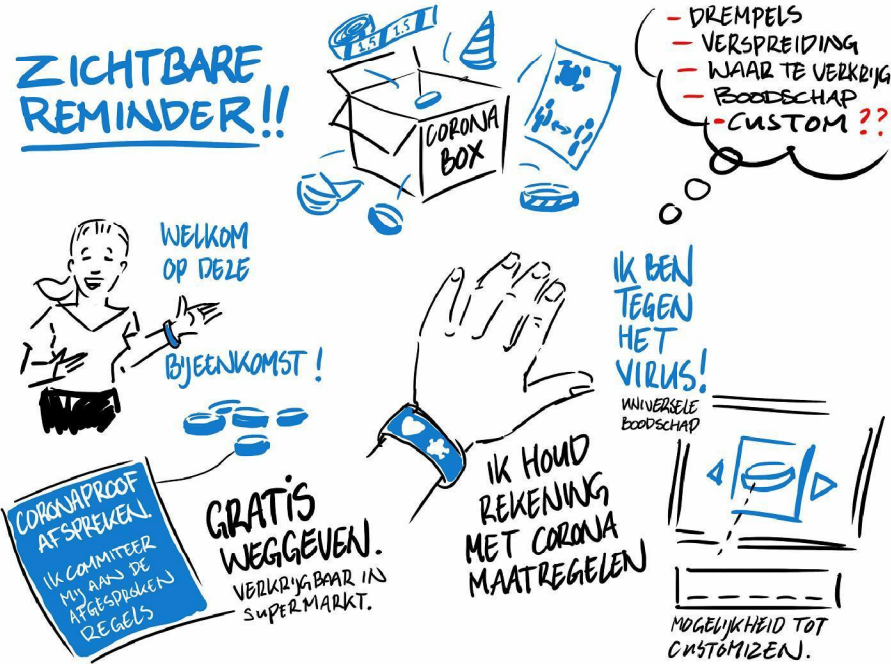 ZICHTBARE
REMINDER!!
1.5 1.5
CORONA
BOX
- DREMPELS
- VERSPREIDING
- WAAR TE VERKRIJG
- BOODSCHAP
- CUSTOM ??
WELKOM
OP DEZE
BIJEENKOMST!
IK BEN
TEGEN
HET
VIRUS!
UNIVERSELE
BOODSCHAP
CORONAPROOF
AFSPREKEN.
IK COMMITEER
MIJ AAN DE
AFGESPROKEN
REGELS
GRATIS
WEGGEVEN.
VERKRIJGBAAR IN
SUPERMARKT.
IK HOUD
REKENING
MET CORONA
MAATREGELEN
MOGELIJKHEID TOT
CUSTOMIZEN.